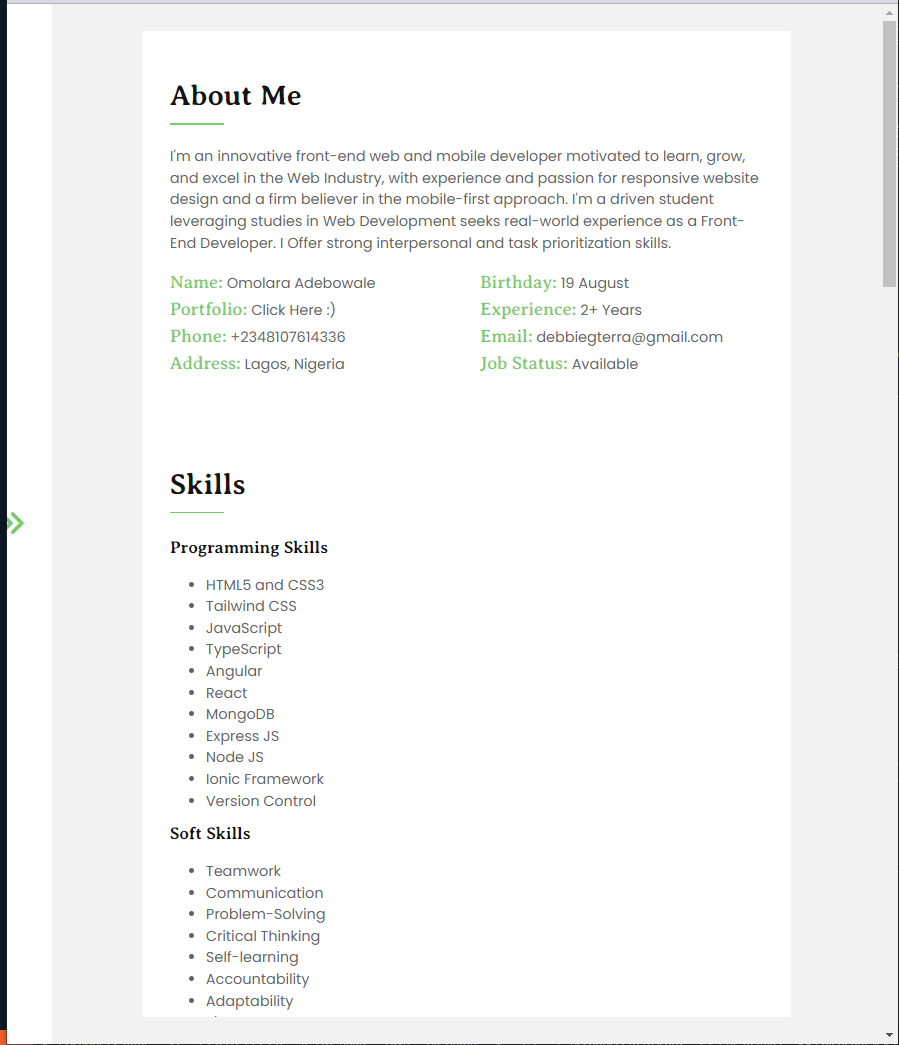 About Me
I'm an innovative front-end web and mobile developer motivated to learn, grow,
and excel in the Web Industry, with experience and passion for responsive website
design and a firm believer in the mobile-first approach. I'm a driven student
leveraging studies in Web Development seeks real-world experience as a Front-
End Developer. I Offer strong interpersonal and task prioritization skills.
Name: Omolara Adebowale
Birthday: 19 August
Portfolio: Click Here :)
Experience: 2+ Years
Phone: +2348107614336
Email: debbiegterra@gmail.com
Address: Lagos, Nigeria
Job Status: Available
Skills
Programming Skills
HTML5 and CSS3
Tailwind CSS
JavaScript
TypeScript
Angular
React
MongoDB
Express JS
Node JS
Ionic Framework
Version Control
Soft Skills
Teamwork
Communication
Problem-Solving
Critical Thinking
Self-learning
Accountability
Adaptability